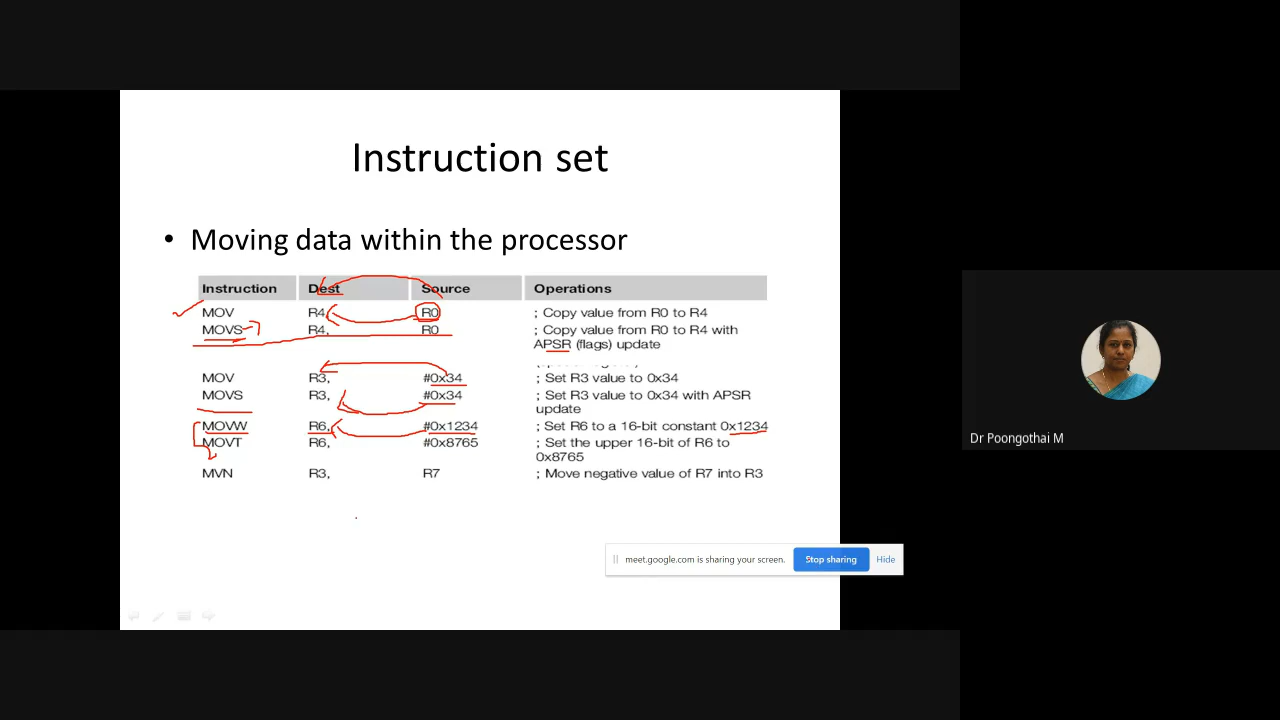 Instruction set
• Moving data within the processor
Instruction Dest Source Operations
MOV R4, R0 ; Copy value from R0 to R4
MOVS R4, R0 ; Copy value from R0 to R4 with
APSR (flags) update
MOV R3, #0x34 ; Set R3 value to 0x34
MOVS R3, #0x34 ; Set R3 value to 0x34 with APSR
update
MOVW R6, #0x1234 ; Set R6 to a 16-bit constant 0x1234
MOVT R6, #0x8765 ; Set the upper 16-bit of R6 to
0x8765
MVN R3, R7 ; Move negative value of R7 into R3
meet.google.com is sharing your screen. Stop sharing Hide
Dr Poongothai M